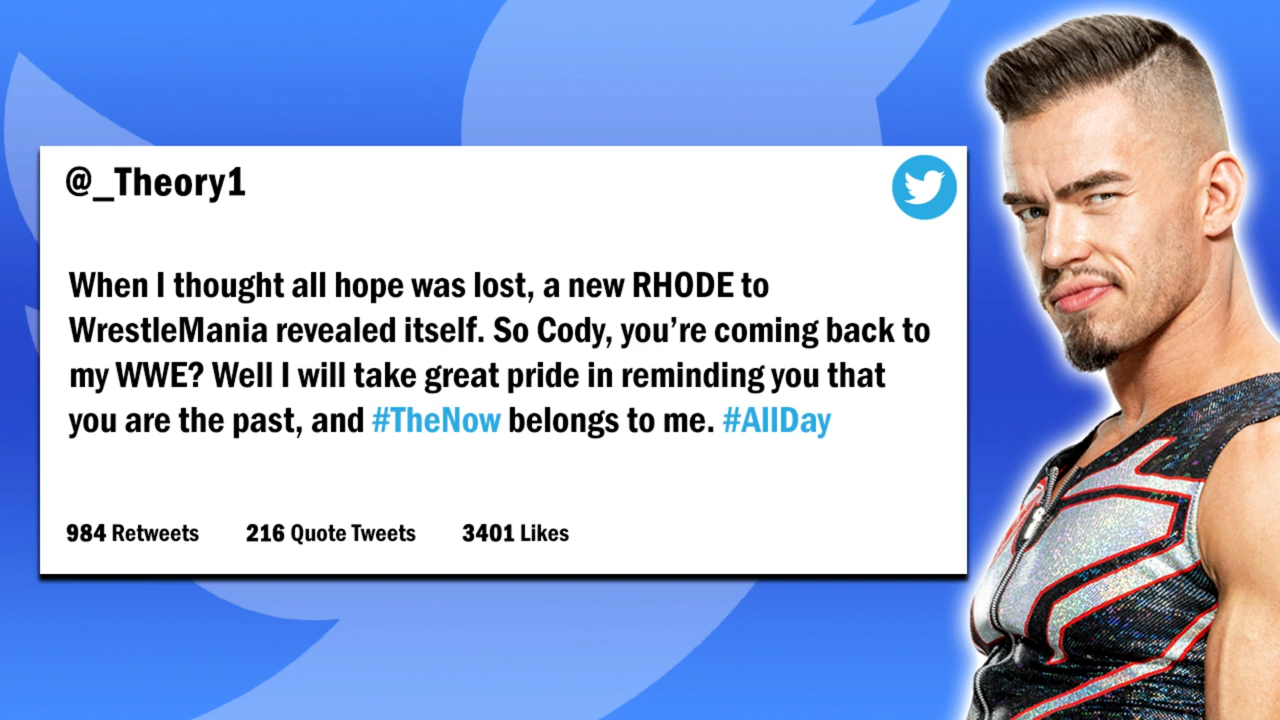 @_Theory1
When I thought all hope was lost, a new RHODE to
WrestleMania revealed itself. So Cody, you’re coming back to
my WWE? Well I will take great pride in reminding you that
you are the past, and #TheNow belongs to me. #AllDay
984 Retweets 216 Quote Tweets 3401 Likes